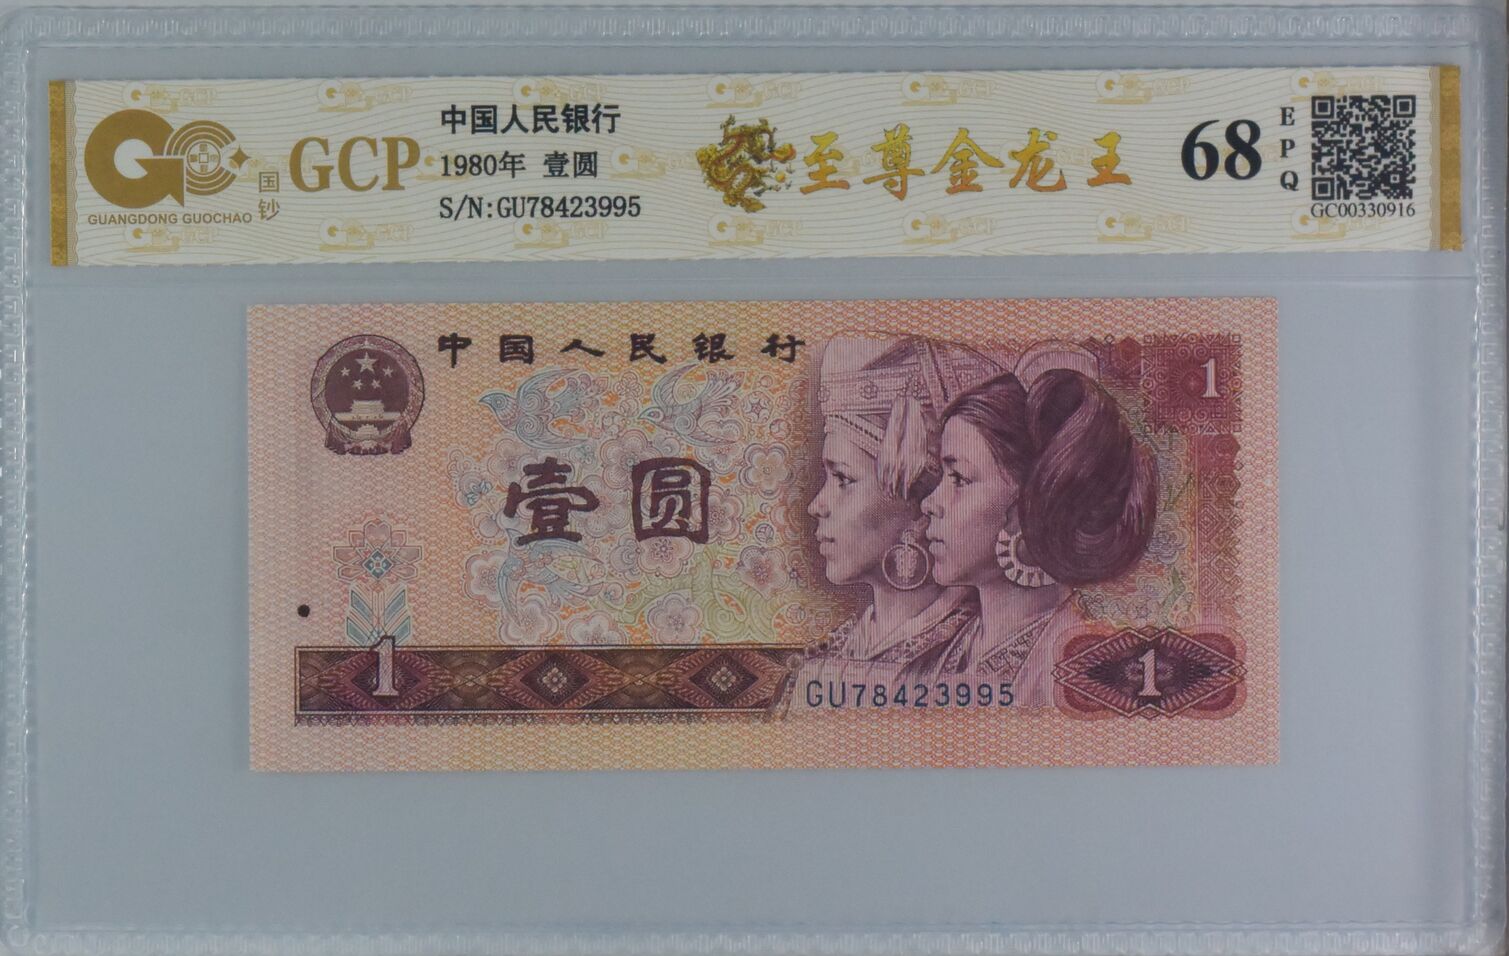 GCP
国钞
GUANGDONG GUOCHAO
中国人民银行
1980年 壹圆
S/N:GU78423995
至尊金龙王
68
EPQ
GC00330916
中国人民银行
1
壹圆
1
GU78423995
1